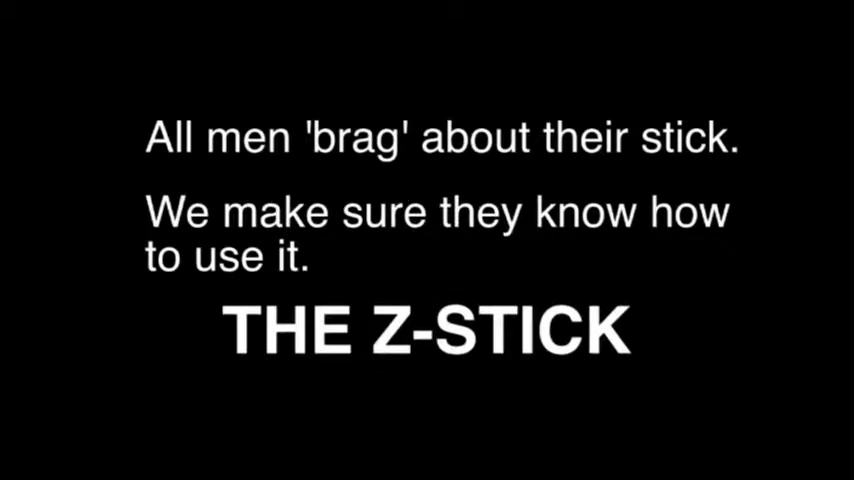 All men 'brag' about their stick.
We make sure they know how
to use it.
THE Z-STICK